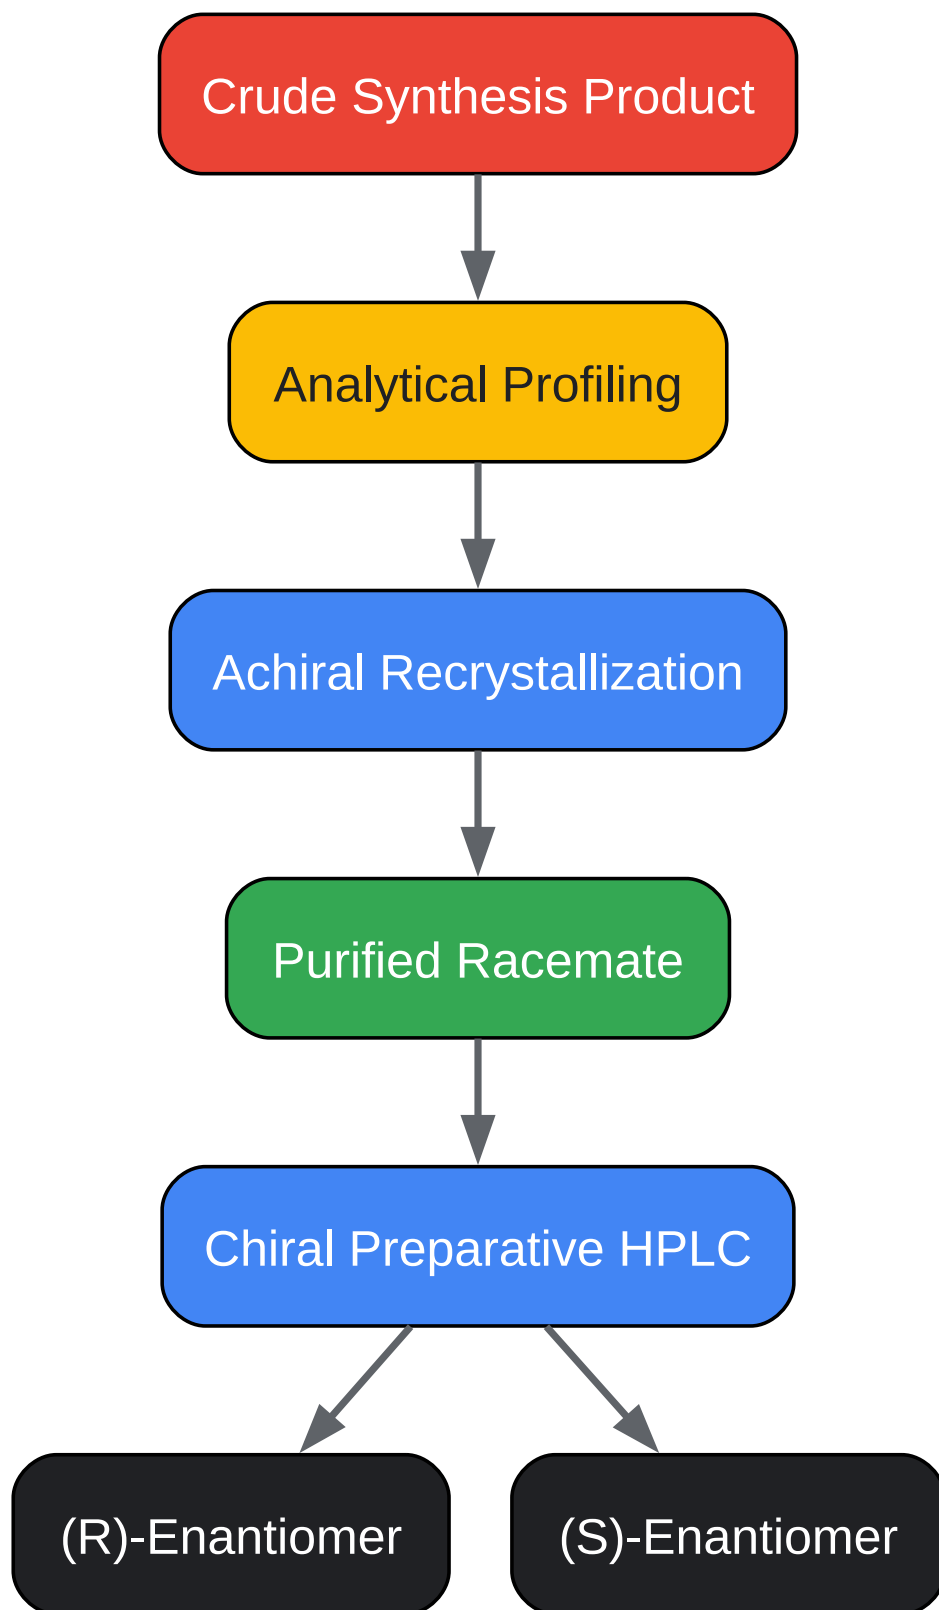 Crude Synthesis Product
Analytical Profiling
Achiral Recrystallization
Purified Racemate
Chiral Preparative HPLC
(R)-Enantiomer
(S)-Enantiomer